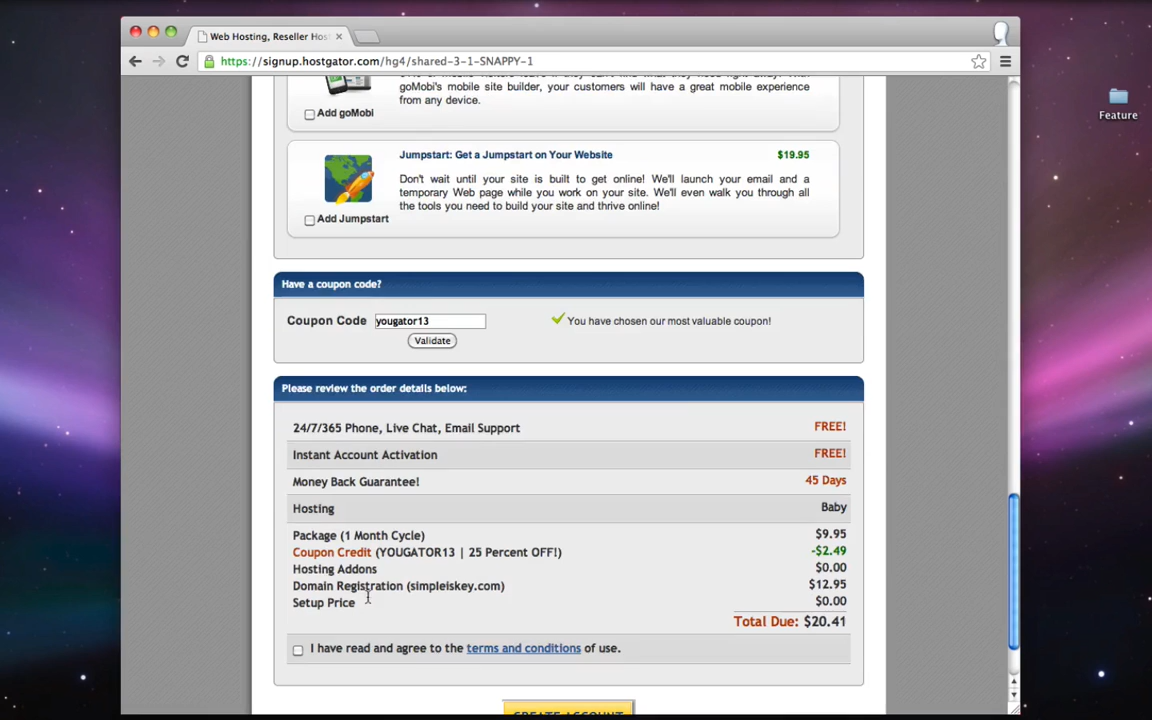 Web Hosting, Reseller Hos
https://signup.hostgator.com/hg4/shared-3-1-SNAPPY-1
Feature
goMobi's mobile site builder, your customers will have a great mobile experience
from any device.
Add goMobi
Jumpstart: Get a Jumpstart on Your Website
$19.95
Don't wait until your site is built to get online! We'll launch your email and a
temporary Web page while you work on your site. We'll even walk you through all
the tools you need to build your site and thrive online!
Add Jumpstart
Have a coupon code?
Coupon Code yougator13
You have chosen our most valuable coupon!
Validate
Please review the order details below:
24/7/365 Phone, Live Chat, Email Support FREE!
Instant Account Activation FREE!
Money Back Guarantee! 45 Days
Hosting Baby
Package (1 Month Cycle) $9.95
Coupon Credit (YOUGATOR13 | 25 Percent OFF!) -$2.49
Hosting Addons $0.00
Domain Registration (simpleiskey.com) $12.95
Setup Price $0.00
Total Due: $20.41
I have read and agree to the terms and conditions of use.
CREATE ACCOUNT